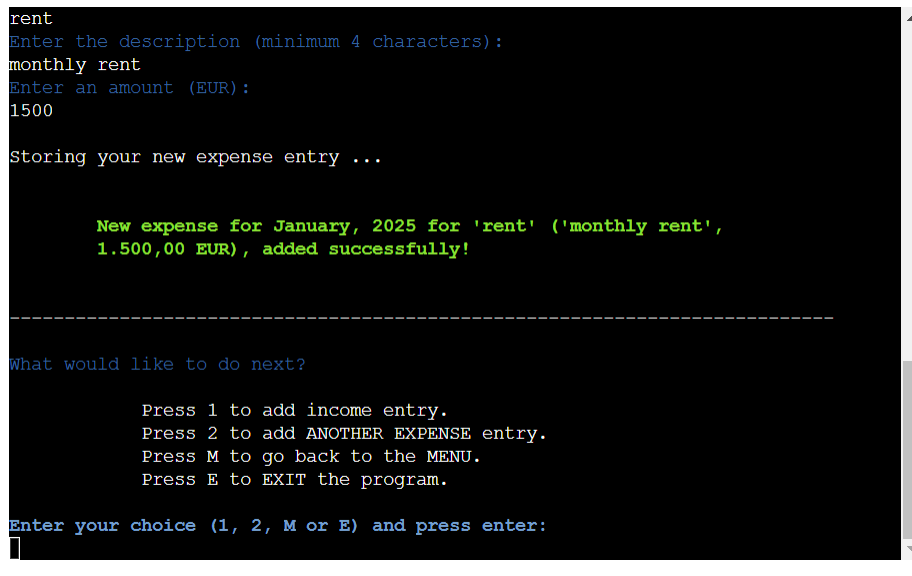 rent
Enter the description (minimum 4 characters):
monthly rent
Enter an amount (EUR):
1500
Storing your new expense entry ...
New expense for January, 2025 for 'rent' ('monthly rent',
1.500,00 EUR), added successfully!
---------------------------------------------------------------------------
What would like to do next?
Press 1 to add income entry.
Press 2 to add ANOTHER EXPENSE entry.
Press M to go back to the MENU.
Press E to EXIT the program.
Enter your choice (1, 2, M or E) and press enter: